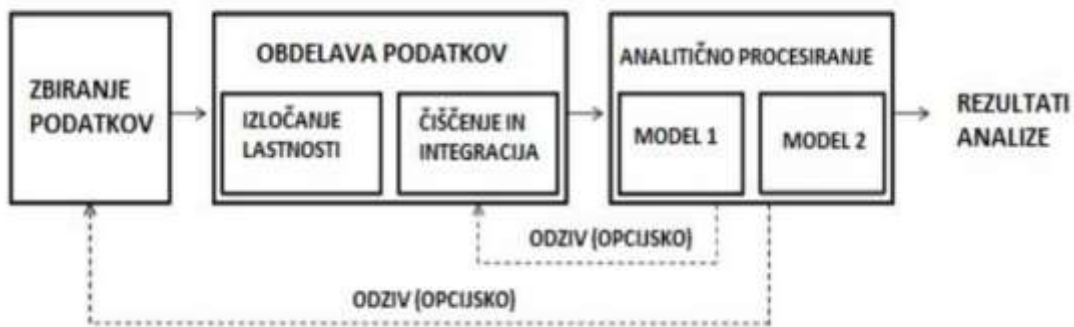 ZBIRANJE
PODATKOV
OBDELAVA PODATKOV
IZLOČANJE
LASTNOSTI
ČIŠČENJE IN
INTEGRACIJA
ANALITIČNO PROCESIRANJE
MODEL 1
MODEL 2
REZULTATI
ANALIZE
ODZIV (OPCIJSKO)
ODZIV (OPCIJSKO)